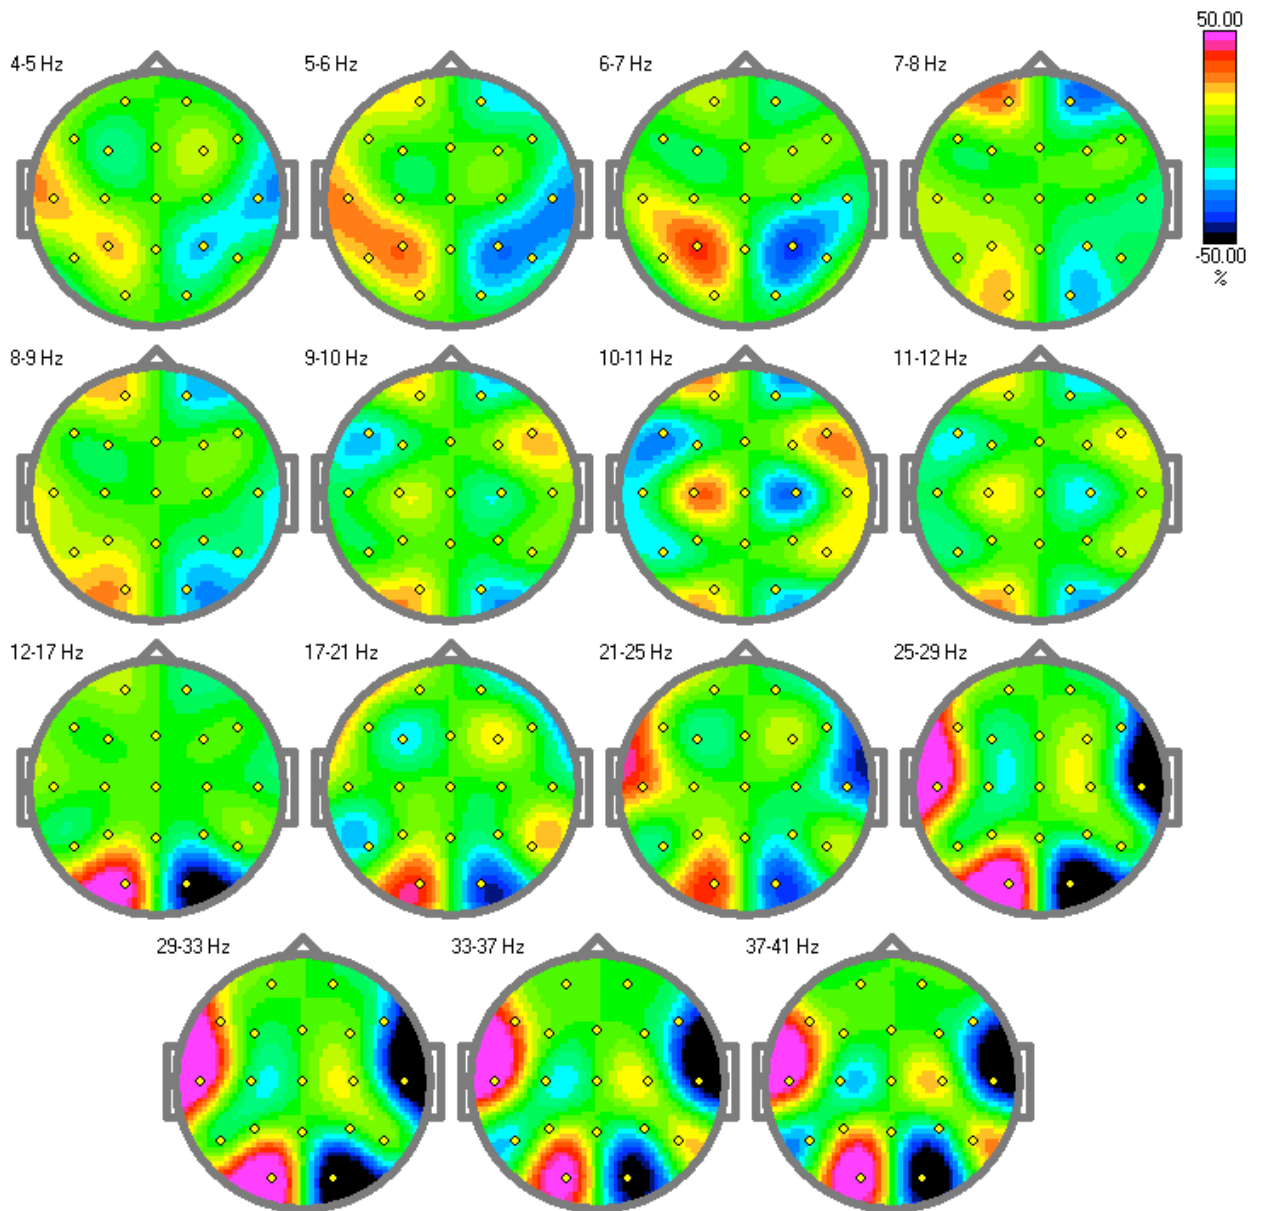 50.00
4-5 Hz 5-6 Hz 6-7 Hz 7-8 Hz
-50.00
%
8-9 Hz 9-10 Hz 10-11 Hz 11-12 Hz
12-17 Hz 17-21 Hz 21-25 Hz 25-29 Hz
29-33 Hz 33-37 Hz 37-41 Hz